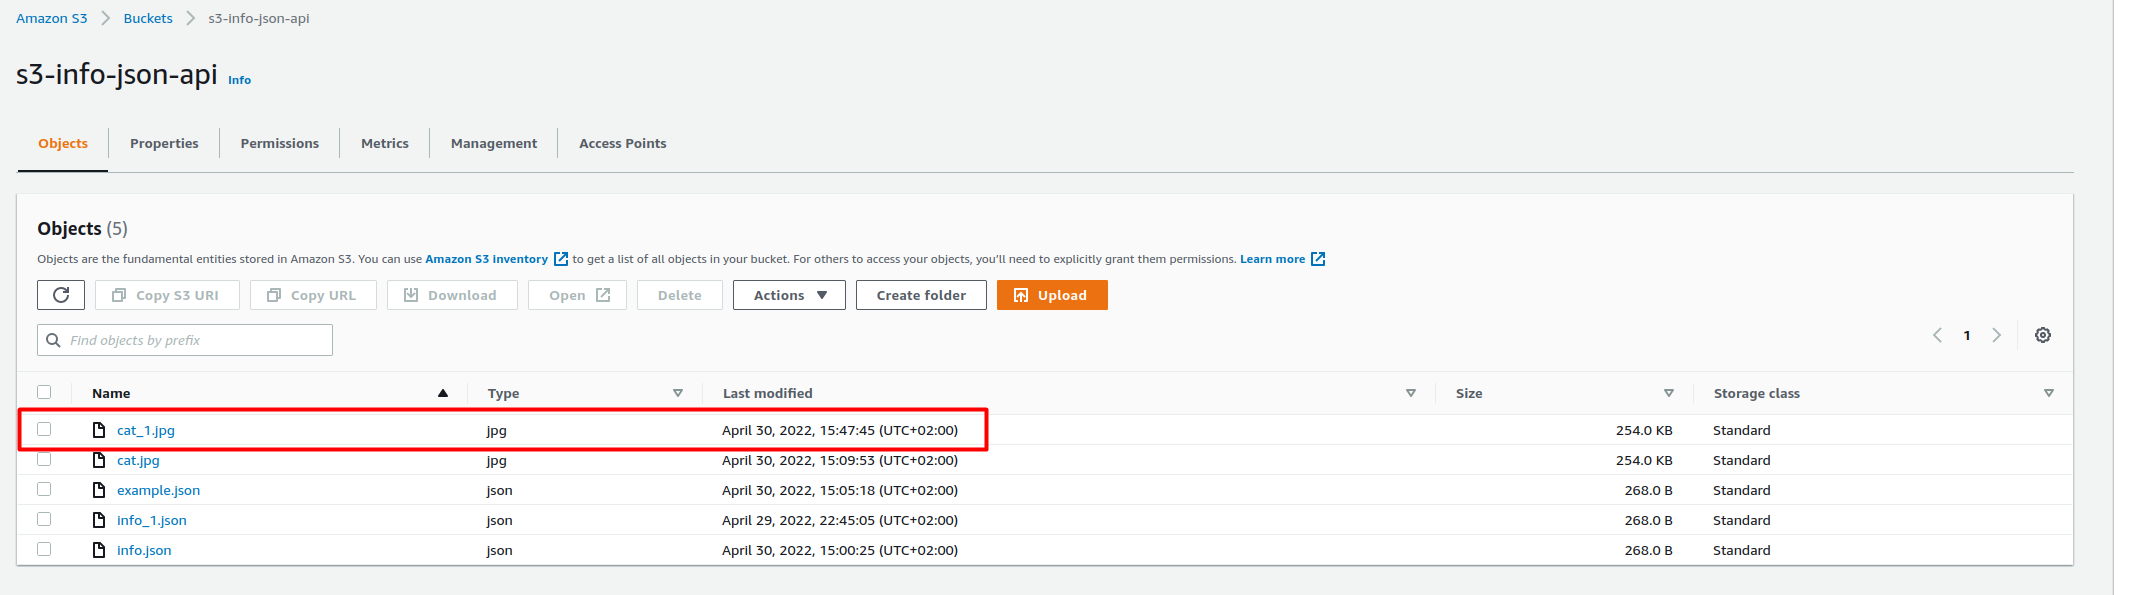 Amazon S3 > Buckets > s3-info-json-api
s3-info-json-api Info
Objects Properties Permissions Metrics Management Access Points
Objects (5)
Objects are the fundamental entities stored in Amazon S3. You can use Amazon S3 inventory to get a list of all objects in your bucket. For others to access your objects, you'll need to explicitly grant them permissions. Learn more
Copy S3 URI Copy URL Download Open Delete Actions Create folder Upload
Find objects by prefix 1
Name Type Last modified Size Storage class
cat_1.jpg jpg April 30, 2022, 15:47:45 (UTC+02:00) 254.0 KB Standard
cat.jpg jpg April 30, 2022, 15:09:53 (UTC+02:00) 254.0 KB Standard
example.json json April 30, 2022, 15:05:18 (UTC+02:00) 268.0 B Standard
info_1.json json April 29, 2022, 22:45:05 (UTC+02:00) 268.0 B Standard
info.json json April 30, 2022, 15:00:25 (UTC+02:00) 268.0 B Standard